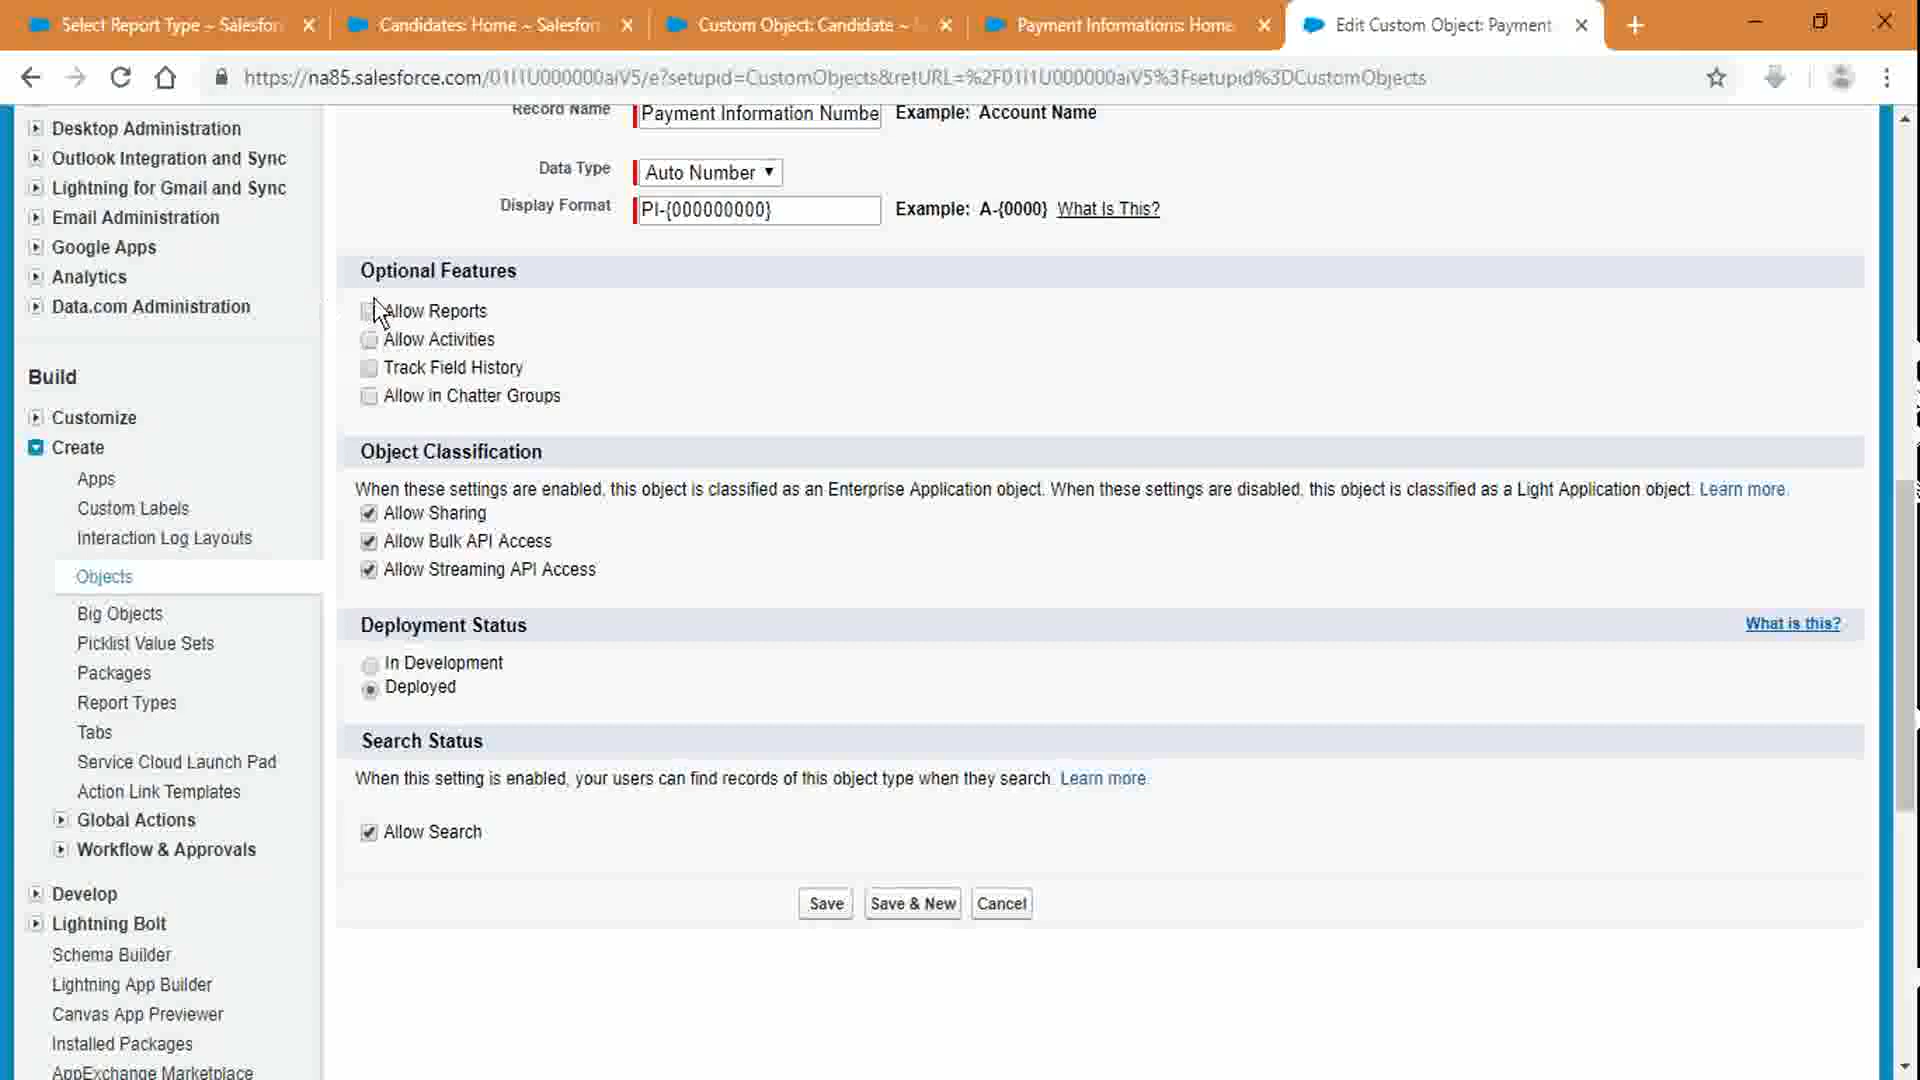 Select Report Type ~ Salesfor
Candidates: Home ~ Salesfor
Custom Object: Candidate ~
Payment Informations: Home
Edit Custom Object: Payment
https://na85.salesforce.com/01I1U000000aiV5/e?setupid=CustomObjects&retURL=%2F01I1U000000aiV5%3Fsetupid%3DCustomObjects
Desktop Administration
Outlook Integration and Sync
Lightning for Gmail and Sync
Email Administration
Google Apps
Analytics
Data.com Administration
Build
Customize
Create
Apps
Custom Labels
Interaction Log Layouts
Objects
Big Objects
Picklist Value Sets
Packages
Report Types
Tabs
Service Cloud Launch Pad
Action Link Templates
Global Actions
Workflow & Approvals
Develop
Lightning Bolt
Schema Builder
Lightning App Builder
Canvas App Previewer
Installed Packages
AppExchange Marketplace
Record Name Payment Information Numbe Example: Account Name
Data Type Auto Number
Display Format PI-{000000000} Example: A-{0000} What Is This?
Optional Features
Allow Reports
Allow Activities
Track Field History
Allow in Chatter Groups
Object Classification
When these settings are enabled, this object is classified as an Enterprise Application object. When these settings are disabled, this object is classified as a Light Application object. Learn more.
Allow Sharing
Allow Bulk API Access
Allow Streaming API Access
Deployment Status What is this?
In Development
Deployed
Search Status
When this setting is enabled, your users can find records of this object type when they search. Learn more.
Allow Search
Save Save & New Cancel